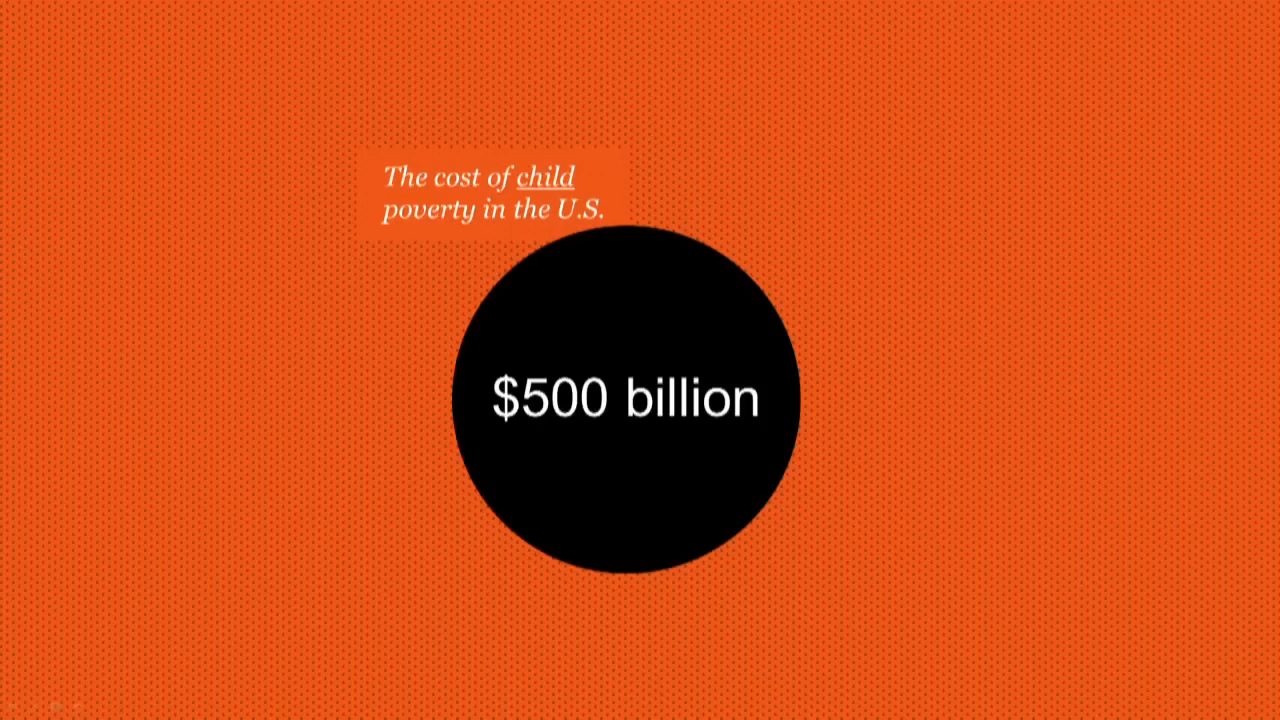 The cost of child
poverty in the U.S.
$500 billion